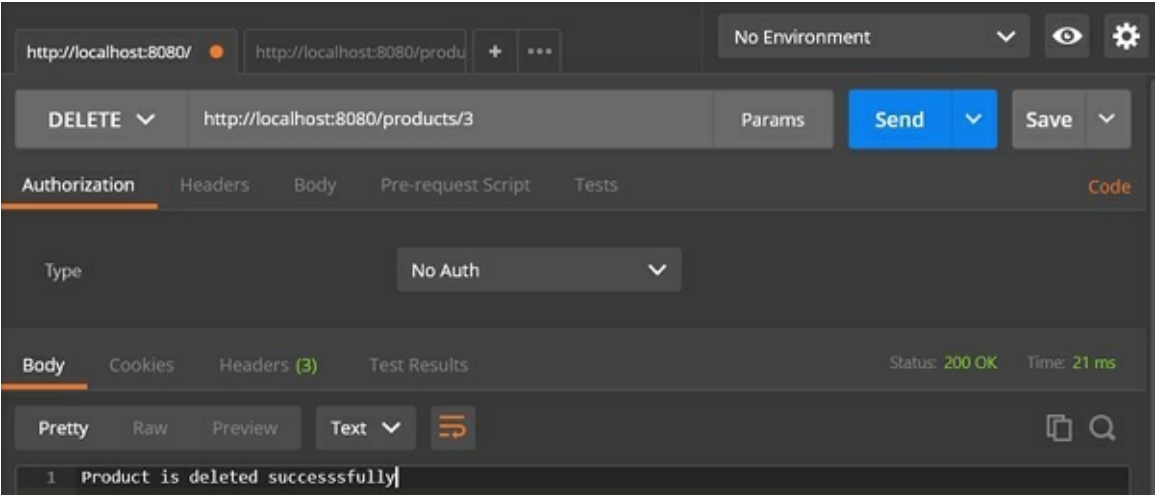 http://localhost:8080/ http://localhost:8080/produ + ••• No Environment
DELETE http://localhost:8080/products/3 Params Send Save
Authorization Headers Body Pre-request Script Tests Code
Type No Auth
Body Cookies Headers (3) Test Results Status: 200 OK Time: 21 ms
Pretty Raw Preview Text
1 Product is deleted successsfully